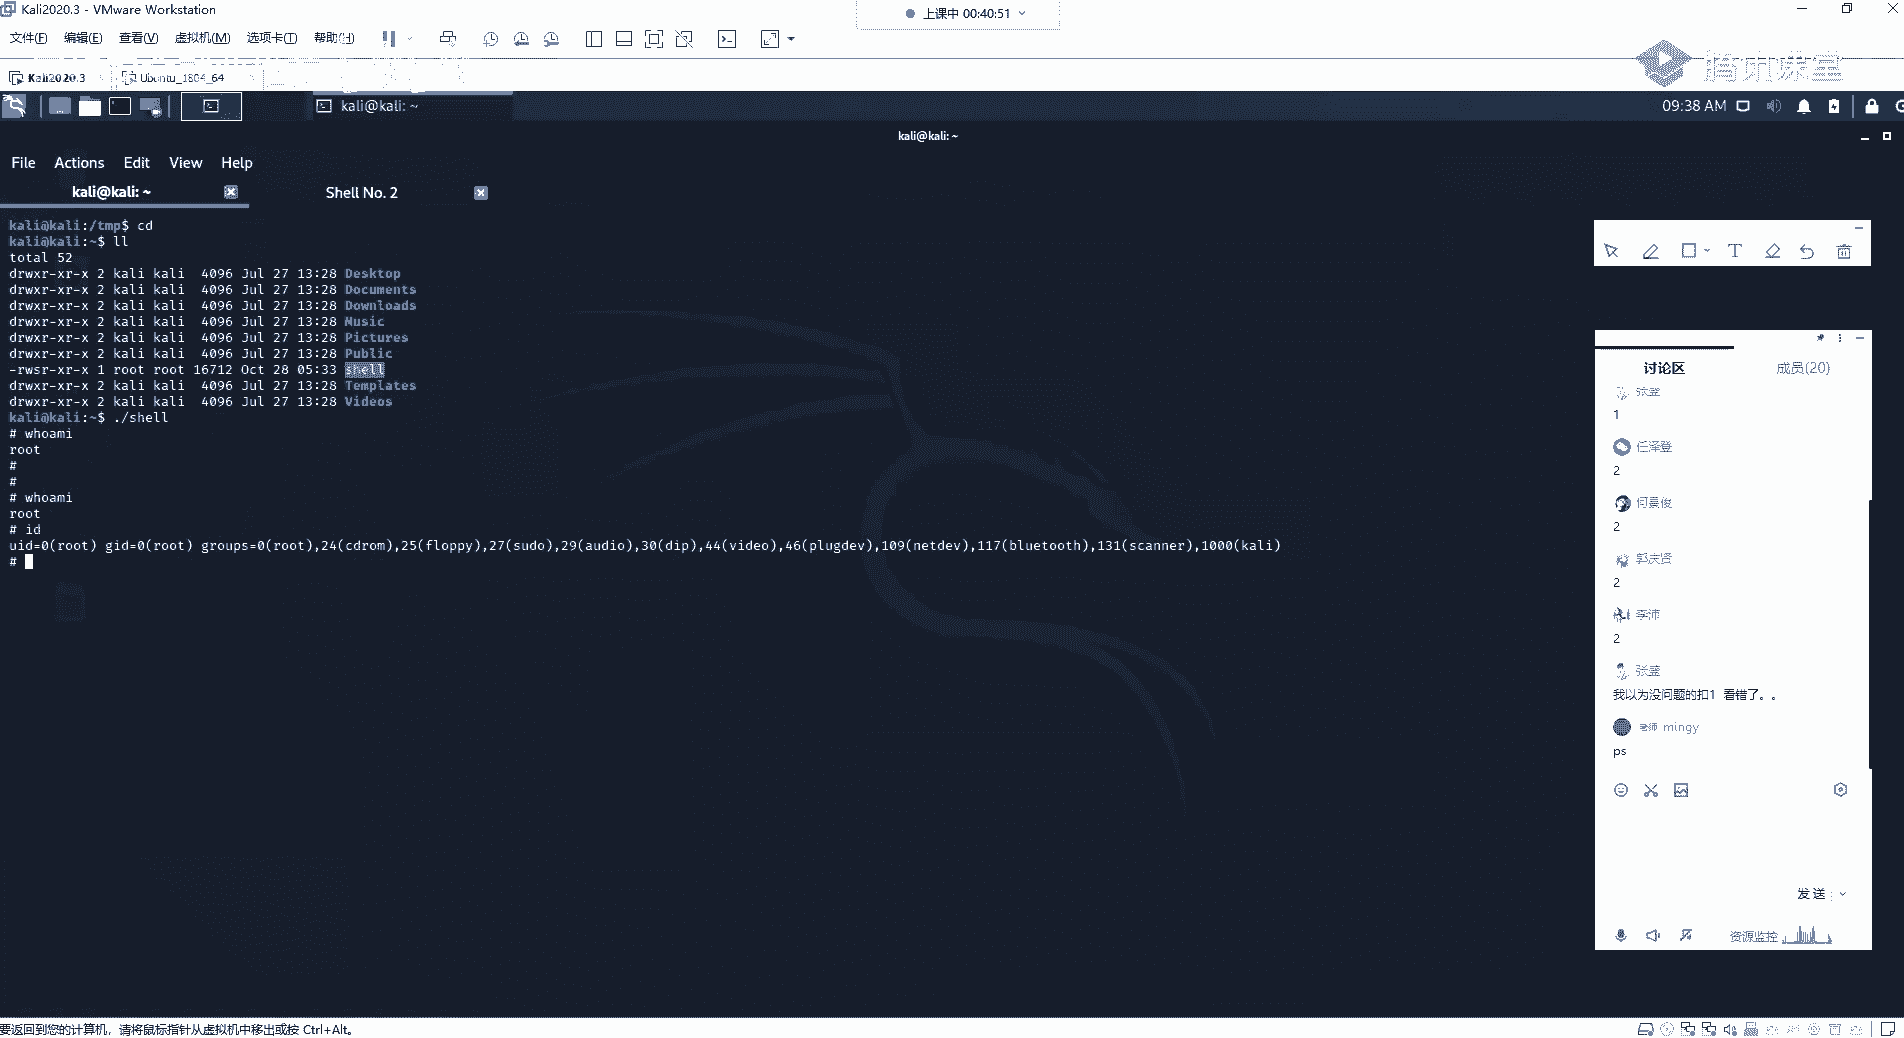 Kali2020.3 - VMware Workstation
上课中 00:40:51
文件(F) 编辑(E) 查看(V) 虚拟机(M) 选项卡(T) 帮助(H)
Kali2020.3 Ubuntu_1804_64
腾讯课堂
kali@kali: ~
09:38 AM
kali@kali: ~
File Actions Edit View Help
kali@kali: ~ Shell No. 2
kali@kali:/tmp$ cd
kali@kali:~$ ll
total 52
drwxr-xr-x 2 kali kali  4096 Jul 27 13:28 Desktop
drwxr-xr-x 2 kali kali  4096 Jul 27 13:28 Documents
drwxr-xr-x 2 kali kali  4096 Jul 27 13:28 Downloads
drwxr-xr-x 2 kali kali  4096 Jul 27 13:28 Music
drwxr-xr-x 2 kali kali  4096 Jul 27 13:28 Pictures
drwxr-xr-x 2 kali kali  4096 Jul 27 13:28 Public
-rwsr-xr-x 1 root root 16712 Oct 28 05:33 shell
drwxr-xr-x 2 kali kali  4096 Jul 27 13:28 Templates
drwxr-xr-x 2 kali kali  4096 Jul 27 13:28 Videos
kali@kali:~$ ./shell
# whoami
root
#
#
# whoami
root
# id
uid=0(root) gid=0(root) groups=0(root),24(cdrom),25(floppy),27(sudo),29(audio),30(dip),44(video),46(plugdev),109(netdev),117(bluetooth),131(scanner),1000(kali)
#
讨论区 成员(20)
1
任泽登
2
何景俊
2
郭庆贤
2
李沛
2
我以为没问题的扣1 看错了。。
老师 mingy
ps
发送
资源监控
要返回到您的计算机，请将鼠标指针从虚拟机中移出或按 Ctrl+Alt。